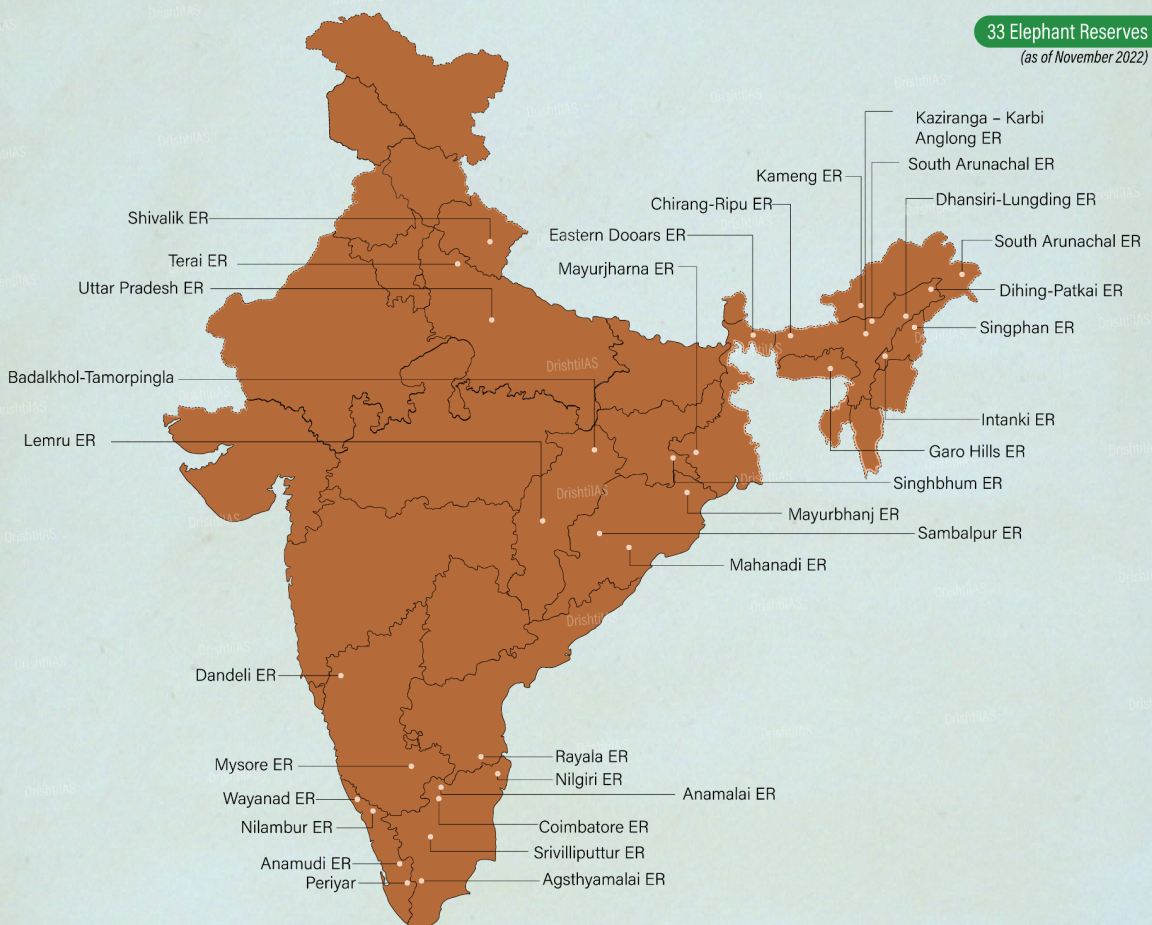 33 Elephant Reserves
(as of November 2022)
Kaziranga – Karbi
Anglong ER
South Arunachal ER
Kameng ER
Dhansiri-Lungding ER
Chirang-Ripu ER
Shivalik ER
Eastern Dooars ER
South Arunachal ER
Terai ER
Mayurjharna ER
Uttar Pradesh ER
Dihing-Patkai ER
Singphan ER
Badalkhol-Tamorpingla
Intanki ER
Lemru ER
Garo Hills ER
Singhbhum ER
Mayurbhanj ER
Sambalpur ER
Mahanadi ER
Dandeli ER
Rayala ER
Mysore ER
Nilgiri ER
Anamalai ER
Wayanad ER
Nilambur ER
Coimbatore ER
Srivilliputtur ER
Anamudi ER
Periyar
Agsthyamalai ER
DrishtiIAS
DrishtiIAS
DrishtiIAS